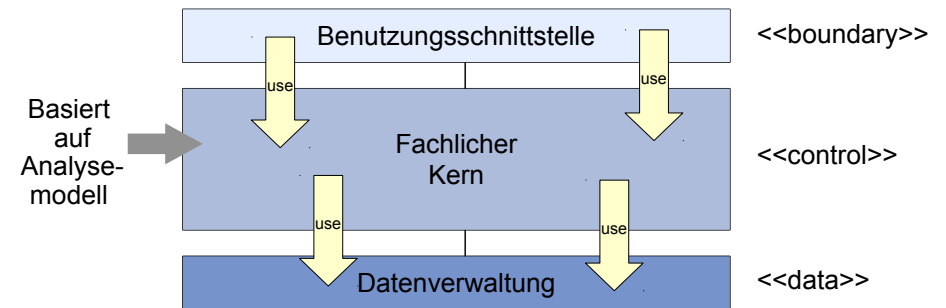 Benutzungsschnittstelle
<<boundary>>
use
use
Basiert
auf
Analyse-
modell
Fachlicher
Kern
<<control>>
use
use
Datenverwaltung
<<data>>